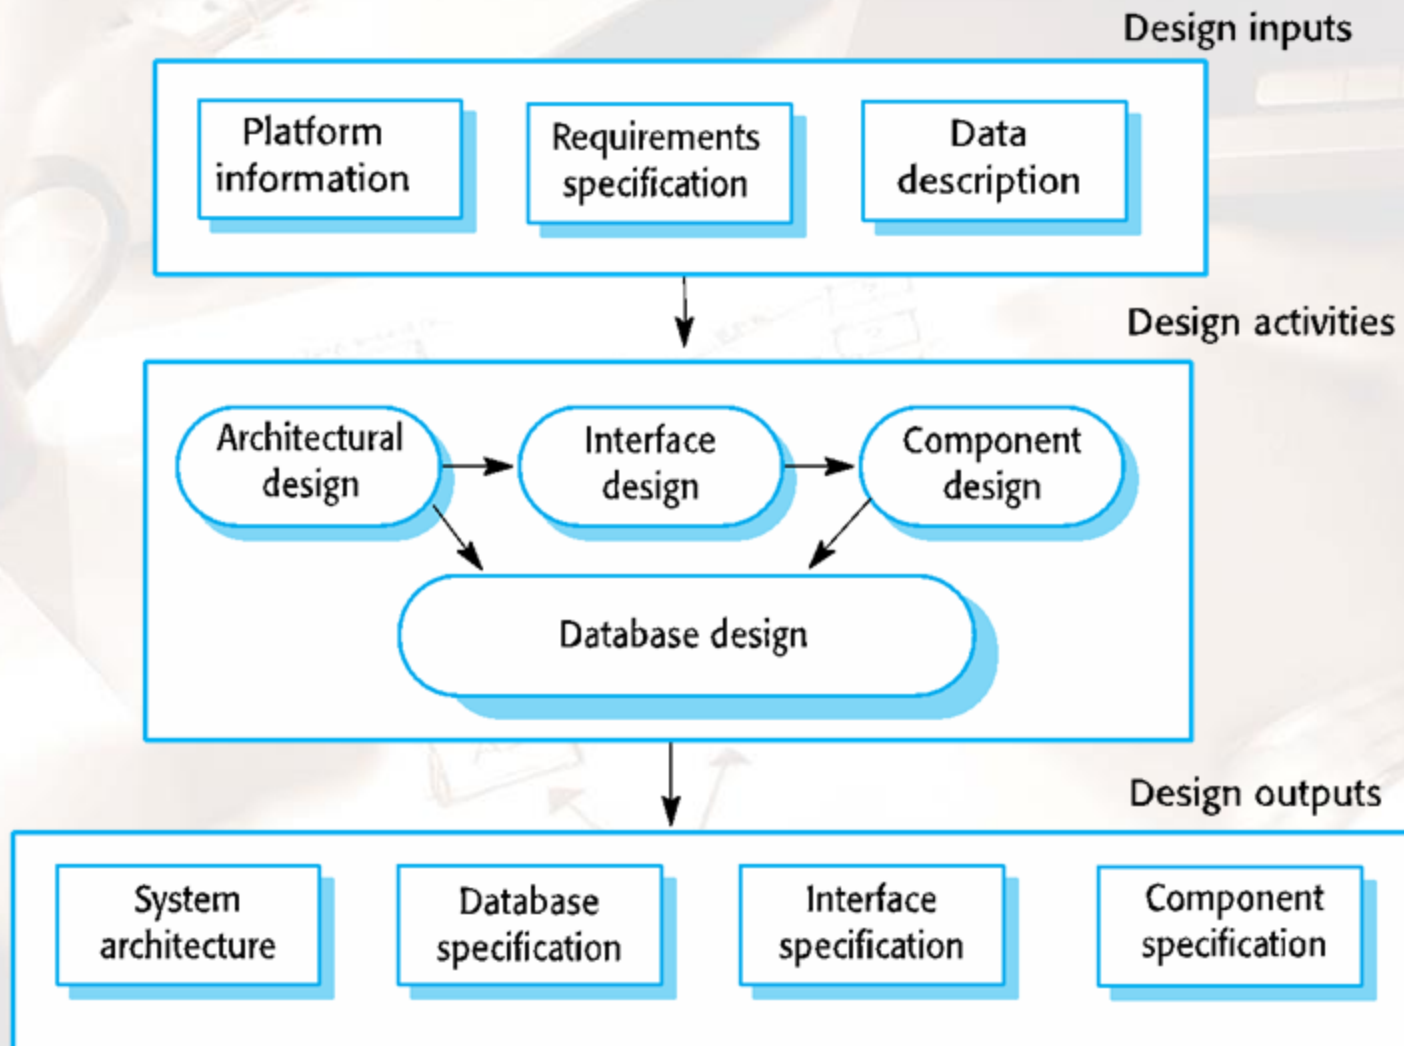 Design inputs
Platform
information
Requirements
specification
Data
description
Design activities
Architectural
design
Interface
design
Component
design
Database design
Design outputs
System
architecture
Database
specification
Interface
specification
Component
specification